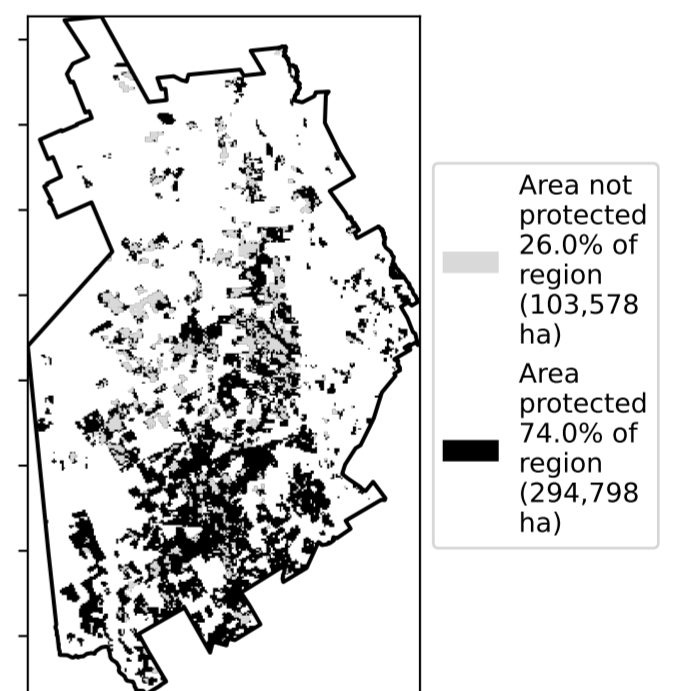 Area not
protected
26.0% of
region
(103,578
ha)
Area
protected
74.0% of
region
(294,798
ha)